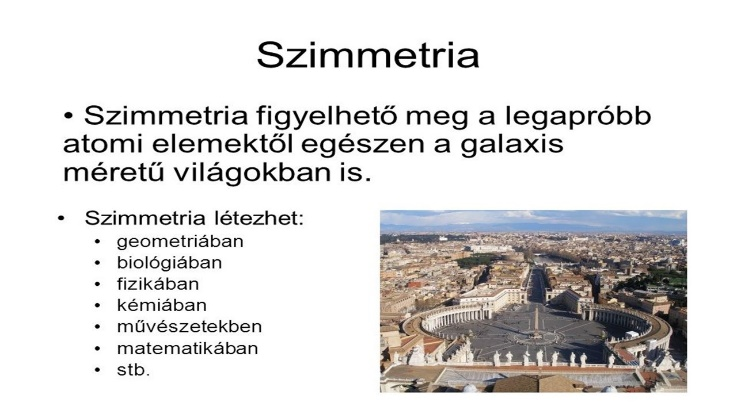 Szimmetria
• Szimmetria figyelhető meg a legapróbb
atomi elemektől egészen a galaxis
méretű világokban is.
• Szimmetria létezhet:
• geometriában
• biológiában
• fizikában
• kémiában
• művészetekben
• matematikában
• stb.